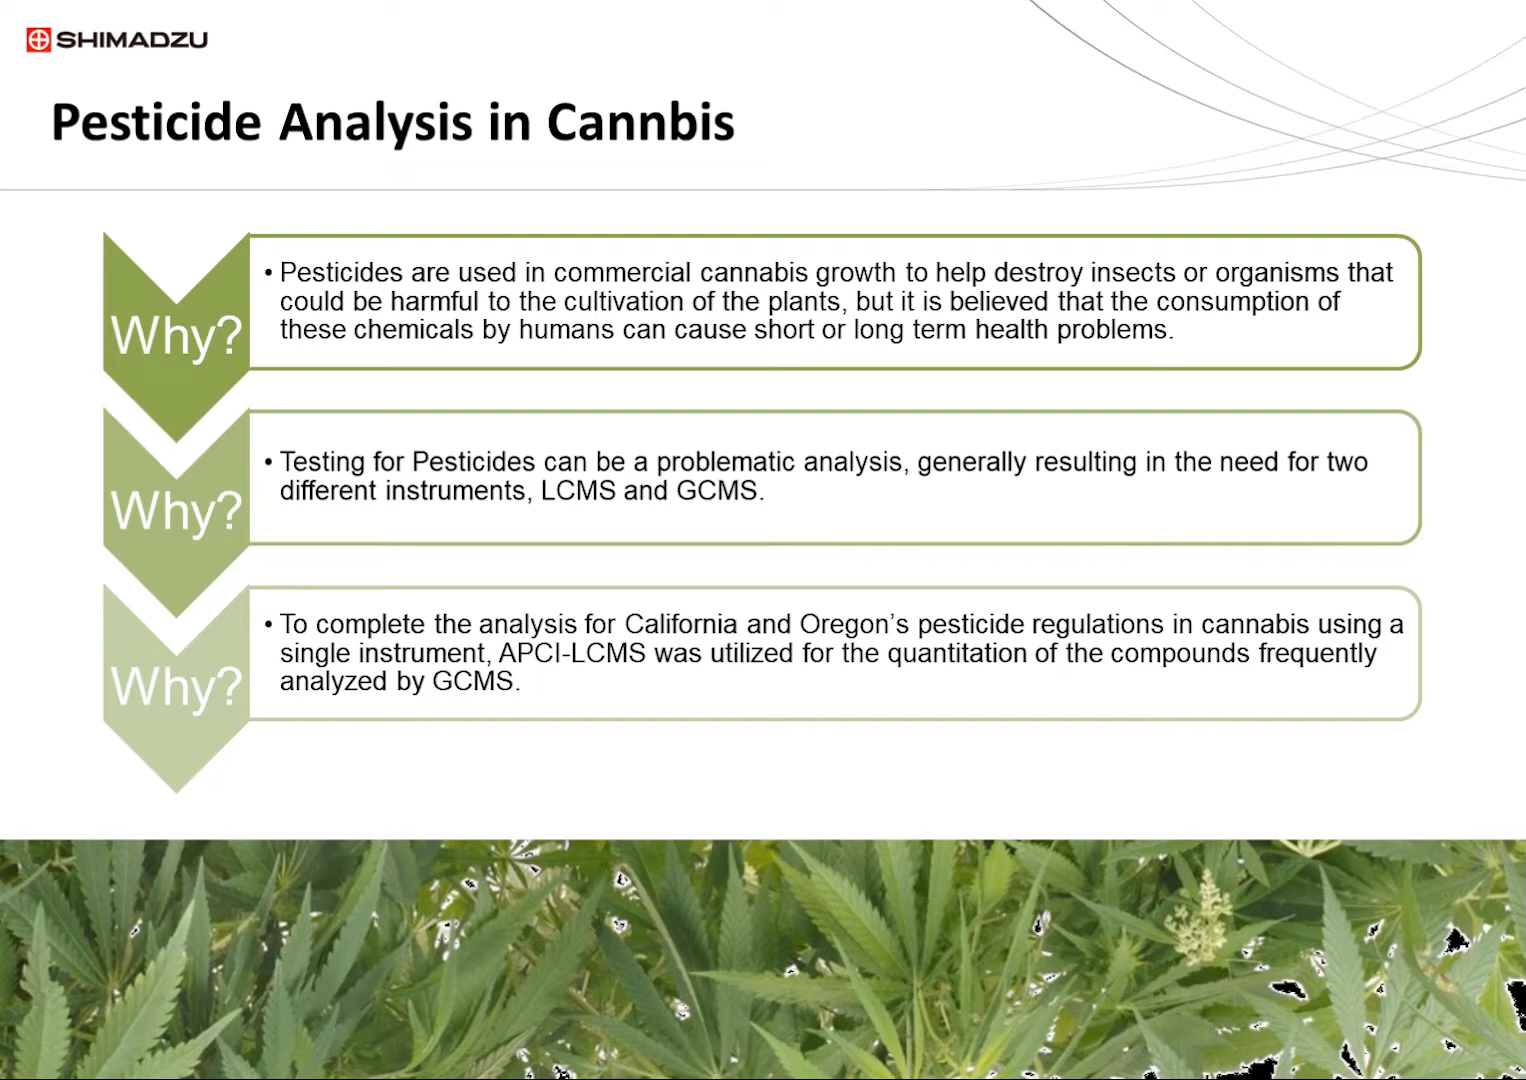 SHIMADZU
Pesticide Analysis in Cannbis
Why?
• Pesticides are used in commercial cannabis growth to help destroy insects or organisms that
could be harmful to the cultivation of the plants, but it is believed that the consumption of
these chemicals by humans can cause short or long term health problems.
Why?
• Testing for Pesticides can be a problematic analysis, generally resulting in the need for two
different instruments, LCMS and GCMS.
Why?
• To complete the analysis for California and Oregon’s pesticide regulations in cannabis using a
single instrument, APCI-LCMS was utilized for the quantitation of the compounds frequently
analyzed by GCMS.